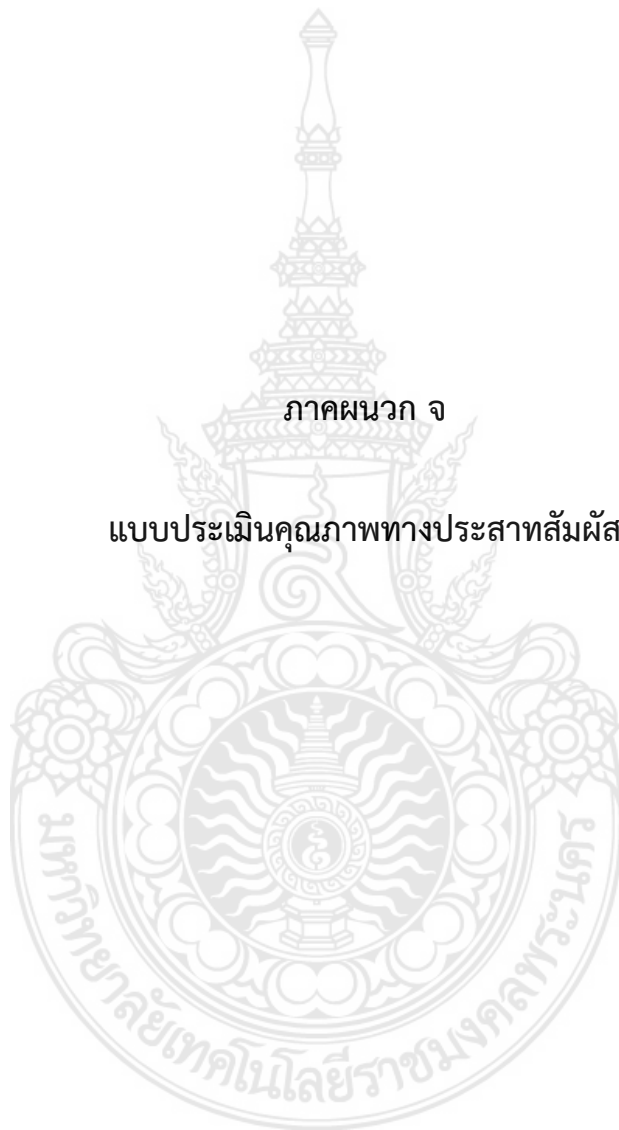 ภาคผนวก จ
แบบประเมินคุณภาพทางประสาทสัมผัส
มหาวิทยาลัยเทคโนโลยีราชมงคลพระนคร